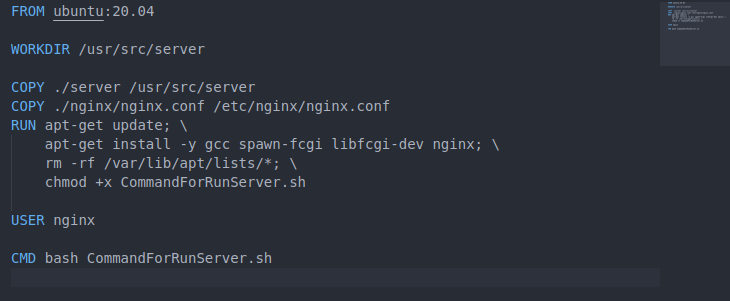 FROM ubuntu:20.04
WORKDIR /usr/src/server
COPY ./server /usr/src/server
COPY ./nginx/nginx.conf /etc/nginx/nginx.conf
RUN apt-get update; \
    apt-get install -y gcc spawn-fcgi libfcgi-dev nginx; \
    rm -rf /var/lib/apt/lists/*; \
    chmod +x CommandForRunServer.sh
USER nginx
CMD bash CommandForRunServer.sh